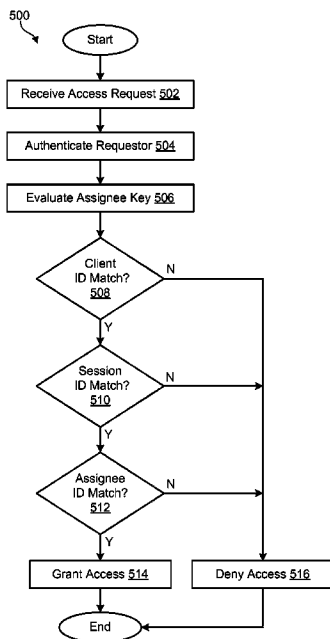 500
Start
Receive Access Request 502
Authenticate Requestor 504
Evaluate Assignee Key 506
Client
ID Match?
508
N
Y
Session
ID Match?
510
N
Y
Assignee
ID Match?
512
N
Y
Grant Access 514
Deny Access 516
End